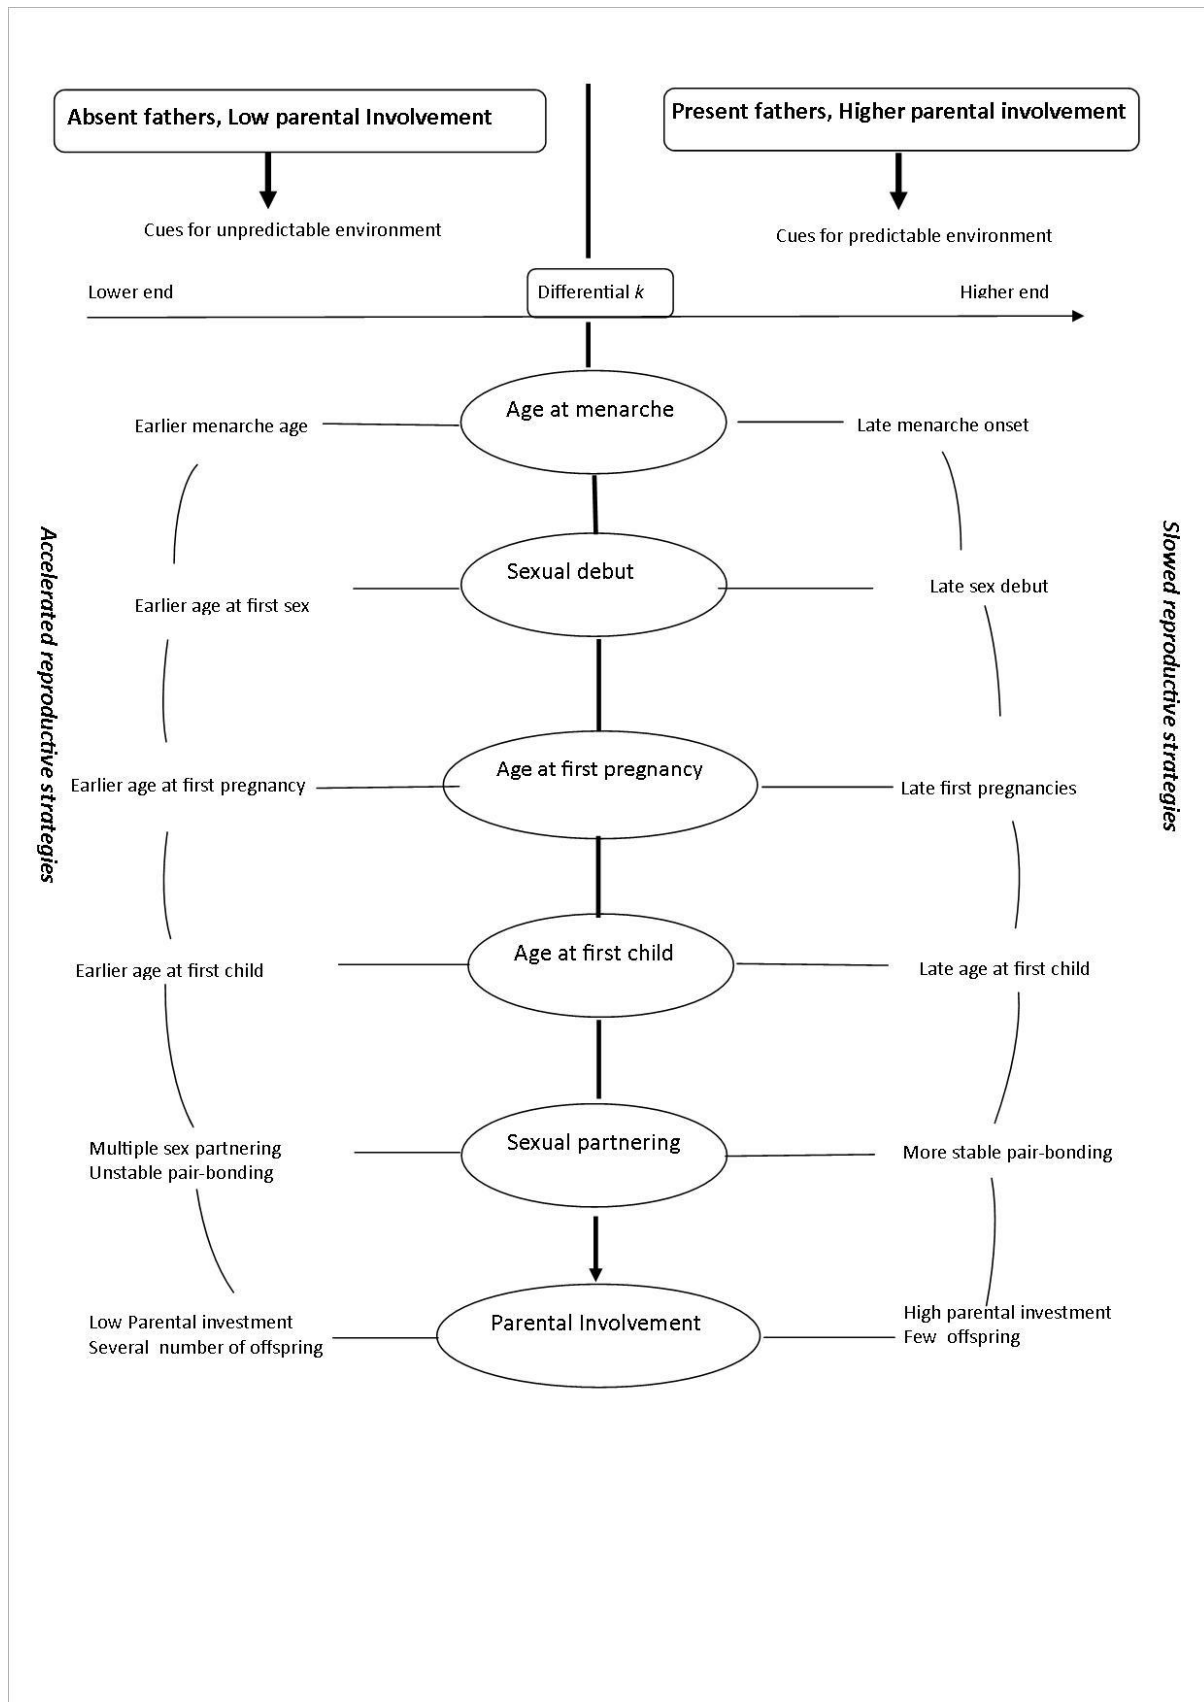 Absent fathers, Low parental Involvement
Present fathers, Higher parental involvement
Cues for unpredictable environment
Cues for predictable environment
Lower end
Differential k
Higher end
Age at menarche
Earlier menarche age
Late menarche onset
Accelerated reproductive strategies
Slowed reproductive strategies
Sexual debut
Earlier age at first sex
Late sex debut
Age at first pregnancy
Earlier age at first pregnancy
Late first pregnancies
Age at first child
Earlier age at first child
Late age at first child
Sexual partnering
Multiple sex partnering
Unstable pair-bonding
More stable pair-bonding
Parental Involvement
Low Parental investment
Several number of offspring
High parental investment
Few offspring